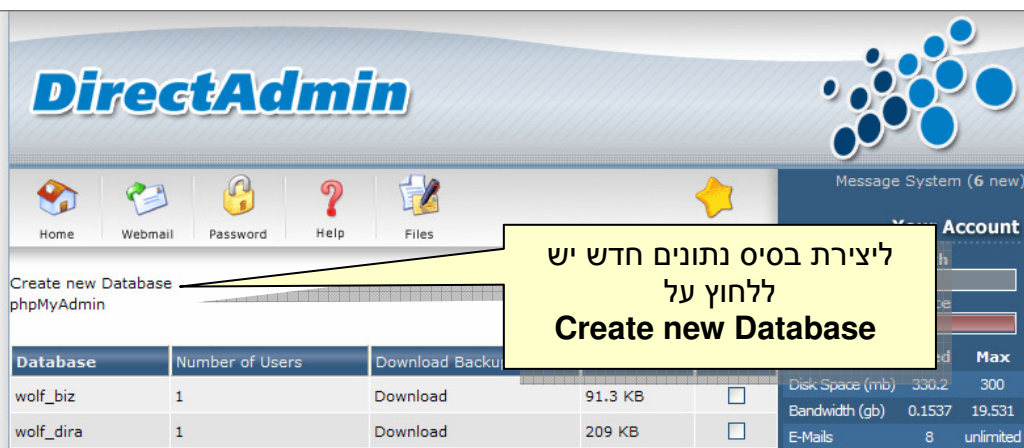 DirectAdmin
Message System (6 new)
Home Webmail Password Help Files
Account
Create new Database
phpMyAdmin
ליצירת בסיס נתונים חדש יש
ללחוץ על
Create new Database
Database Number of Users Download Max
wolf_biz 1 Download 91.3 KB
Disk Space (mb) 330.2 300
Bandwidth (gb) 0.1537 19.531
wolf_dira 1 Download 209 KB
E-Mails 8 unlimited